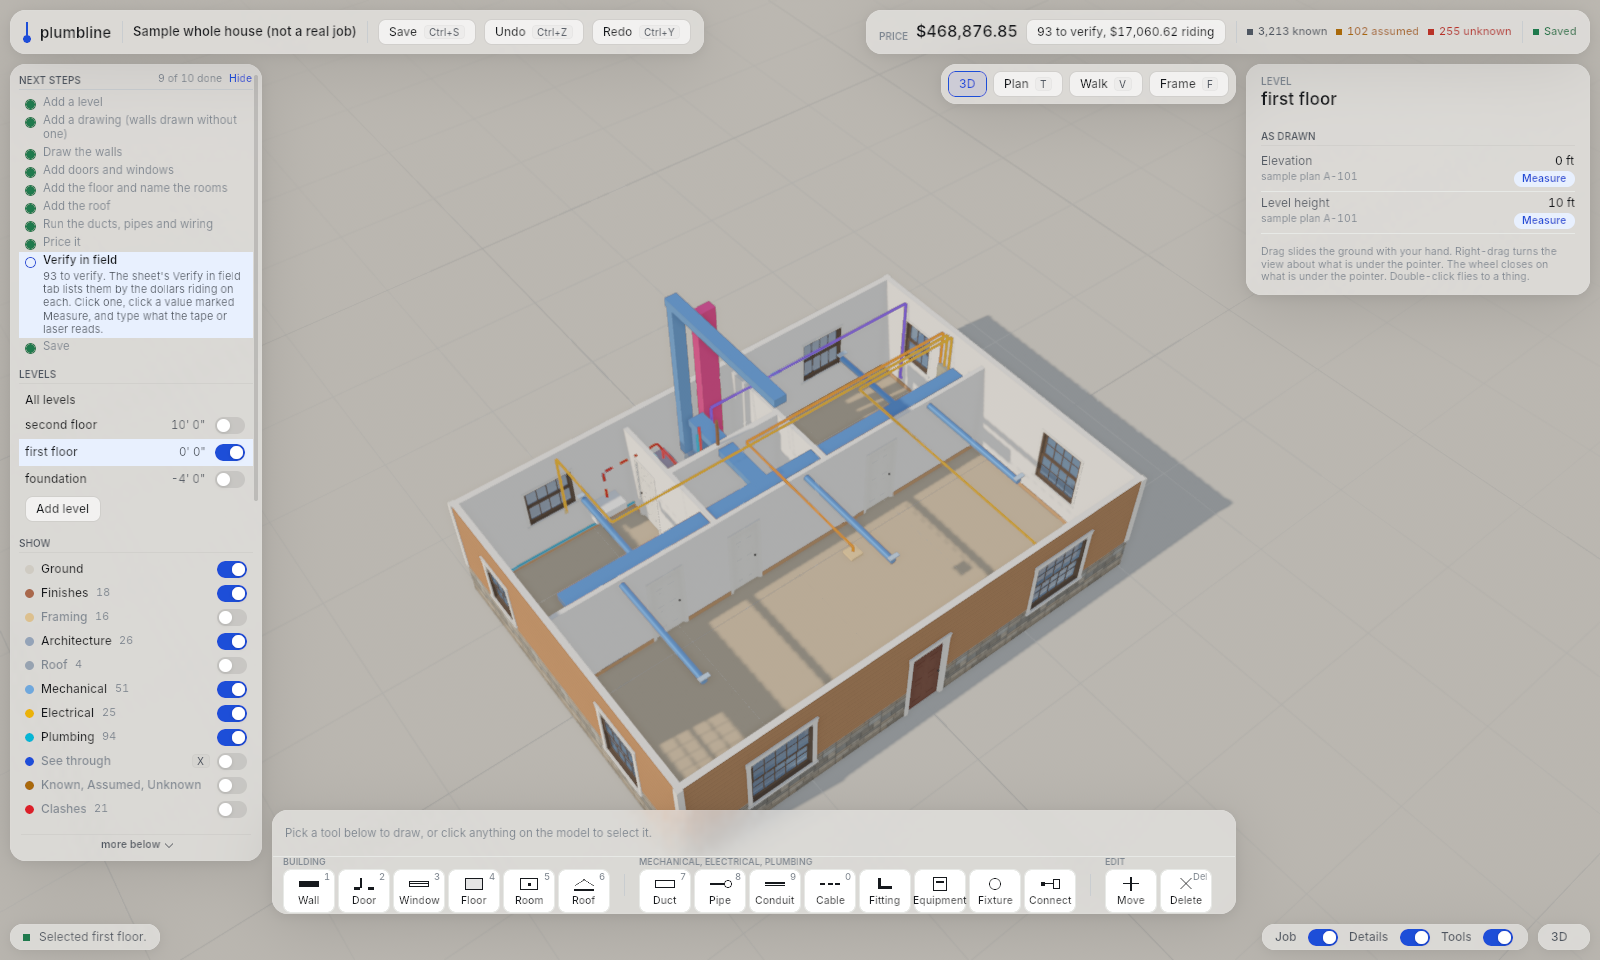 plumbline
Sample whole house (not a real job)
Save Ctrl+S
Undo Ctrl+Z
Redo Ctrl+Y
PRICE $468,876.85
93 to verify, $17,060.62 riding
3,213 known
102 assumed
255 unknown
Saved
3D
Plan T
Walk V
Frame F
NEXT STEPS
9 of 10 done Hide
Add a level
Add a drawing (walls drawn without
one)
Draw the walls
Add doors and windows
Add the floor and name the rooms
Add the roof
Run the ducts, pipes and wiring
Price it
Verify in field
93 to verify. The sheet's Verify in field
tab lists them by the dollars riding on
each. Click one, click a value marked
Measure, and type what the tape or
laser reads.
Save
LEVELS
All levels
second floor 10' 0"
first floor 0' 0"
foundation -4' 0"
Add level
SHOW
Ground
Finishes 18
Framing 16
Architecture 26
Roof 4
Mechanical 51
Electrical 25
Plumbing 94
See through X
Known, Assumed, Unknown
Clashes 21
more below
LEVEL
first floor
AS DRAWN
Elevation 0 ft
sample plan A-101 Measure
Level height 10 ft
sample plan A-101 Measure
Drag slides the ground with your hand. Right-drag turns the
view about what is under the pointer. The wheel closes on
what is under the pointer. Double-click flies to a thing.
Pick a tool below to draw, or click anything on the model to select it.
BUILDING
Wall 1
Door 2
Window 3
Floor 4
Room 5
Roof 6
MECHANICAL, ELECTRICAL, PLUMBING
Duct 7
Pipe 8
Conduit 9
Cable 0
Fitting
Equipment
Fixture
Connect
EDIT
Move
Delete Del
Selected first floor.
Job
Details
Tools
3D